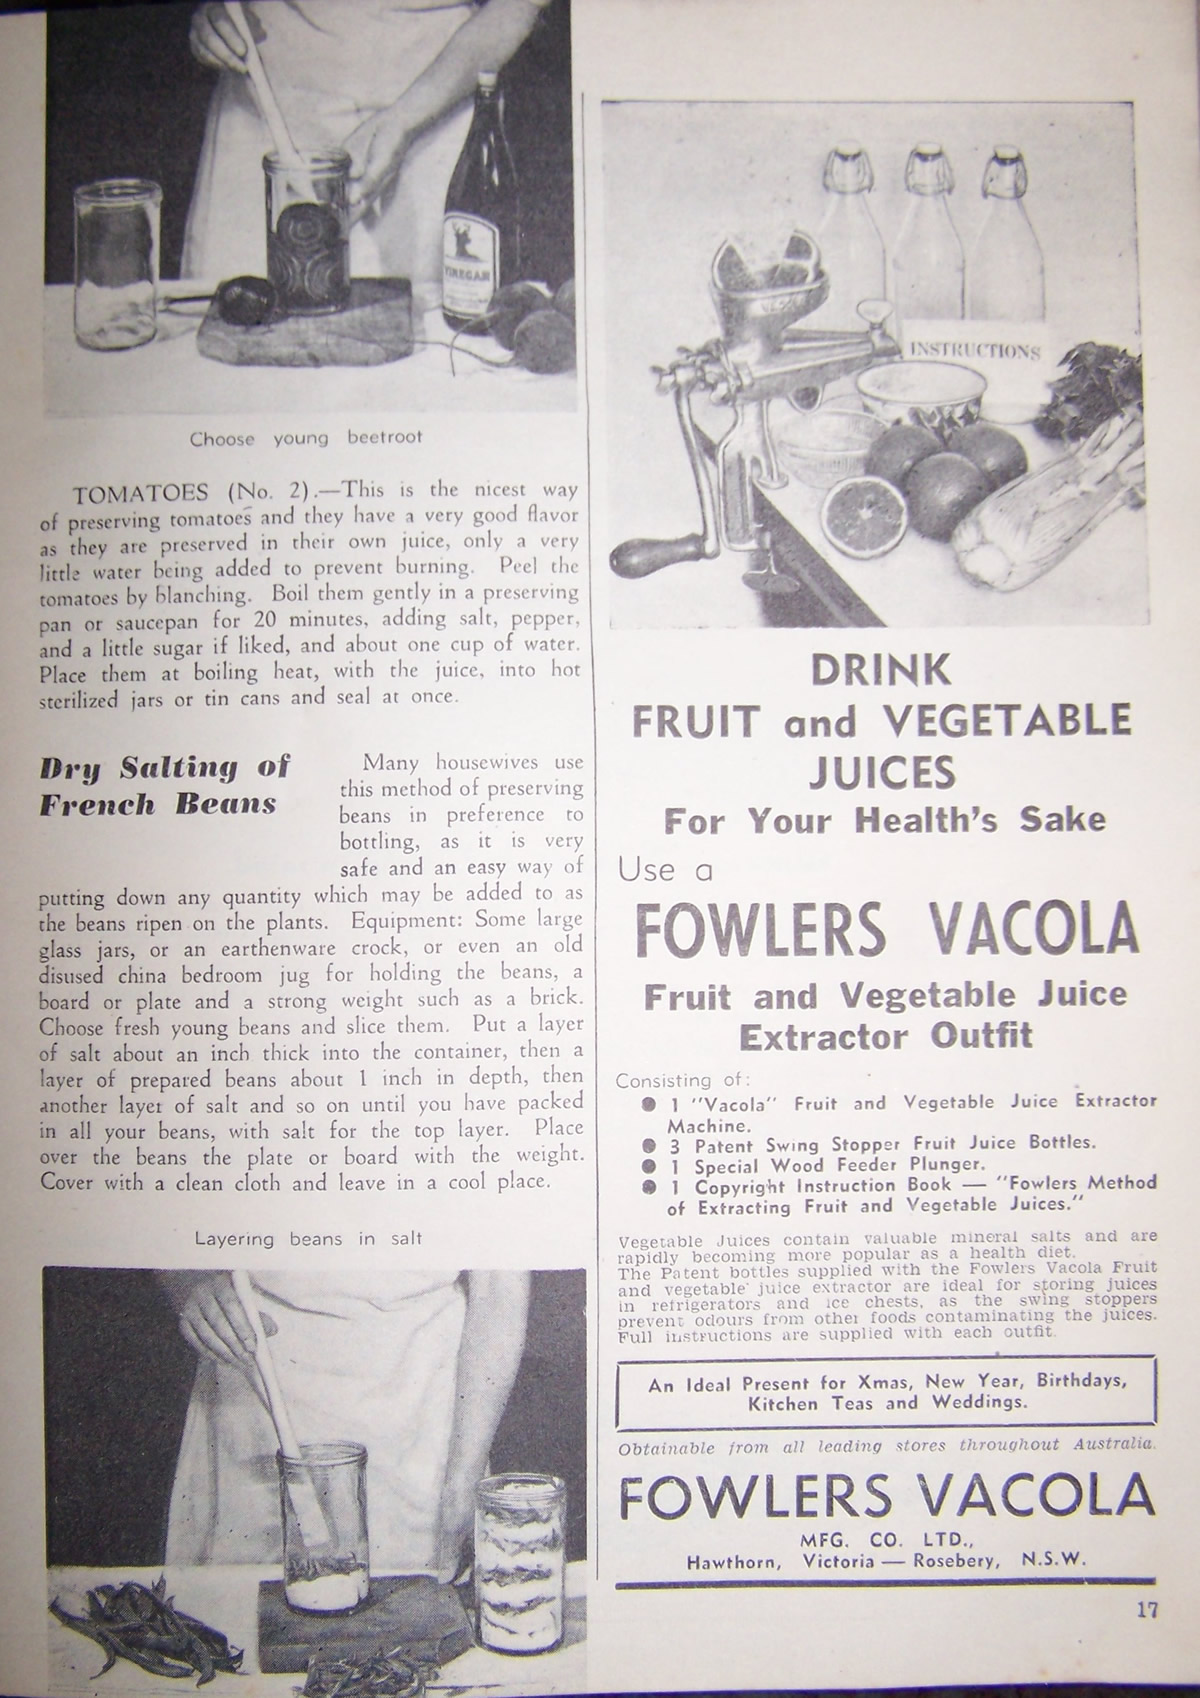 VINEGAR
Choose young beetroot
TOMATOES (No. 2).—This is the nicest way
of preserving tomatoes and they have a very good flavor
as they are preserved in their own juice, only a very
little water being added to prevent burning. Peel the
tomatoes by blanching. Boil them gently in a preserving
pan or saucepan for 20 minutes, adding salt, pepper,
and a little sugar if liked, and about one cup of water.
Place them at boiling heat, with the juice, into hot
sterilized jars or tin cans and seal at once.
Dry Salting of
French Beans
Many housewives use
this method of preserving
beans in preference to
bottling, as it is very
safe and an easy way of
putting down any quantity which may be added to as
the beans ripen on the plants. Equipment: Some large
glass jars, or an earthenware crock, or even an old
disused china bedroom jug for holding the beans, a
board or plate and a strong weight such as a brick.
Choose fresh young beans and slice them. Put a layer
of salt about an inch thick into the container, then a
layer of prepared beans about 1 inch in depth, then
another layer of salt and so on until you have packed
in all your beans, with salt for the top layer. Place
over the beans the plate or board with the weight.
Cover with a clean cloth and leave in a cool place.
Layering beans in salt
INSTRUCTIONS
DRINK
FRUIT and VEGETABLE
JUICES
For Your Health's Sake
Use a
FOWLERS VACOLA
Fruit and Vegetable Juice
Extractor Outfit
Consisting of:
● 1 "Vacola" Fruit and Vegetable Juice Extractor
Machine.
● 3 Patent Swing Stopper Fruit Juice Bottles.
● 1 Special Wood Feeder Plunger.
● 1 Copyright Instruction Book — "Fowlers Method
of Extracting Fruit and Vegetable Juices."
Vegetable Juices contain valuable mineral salts and are
rapidly becoming more popular as a health diet.
The Patent bottles supplied with the Fowlers Vacola Fruit
and vegetable juice extractor are ideal for storing juices
in refrigerators and ice chests, as the swing stoppers
prevent odours from other foods contaminating the juices.
Full instructions are supplied with each outfit.
An Ideal Present for Xmas, New Year, Birthdays,
Kitchen Teas and Weddings.
Obtainable from all leading stores throughout Australia.
FOWLERS VACOLA
MFG. CO. LTD.,
Hawthorn, Victoria — Rosebery, N.S.W.
17